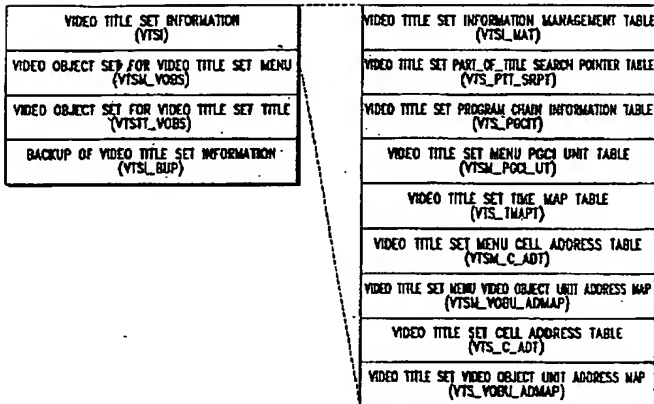 VIDEO TITLE SET INFORMATION
(VTSI)
VIDEO OBJECT SET FOR VIDEO TITLE SET MENU
(VTSM_VOBS)
VIDEO OBJECT SET FOR VIDEO TITLE SET TITLE
(VTSTT_VOBS)
BACKUP OF VIDEO TITLE SET INFORMATION
(VTSI_BUP)
VIDEO TITLE SET INFORMATION MANAGEMENT TABLE
(VTSI_MAT)
VIDEO TITLE SET PART_OF_TITLE SEARCH POINTER TABLE
(VTS_PTT_SRPT)
VIDEO TITLE SET PROGRAM CHAIN INFORMATION TABLE
(VTS_PGCIT)
VIDEO TITLE SET MENU PGCI UNIT TABLE
(VTSM_PGCI_UT)
VIDEO TITLE SET TIME MAP TABLE
(VTS_TMAPT)
VIDEO TITLE SET MENU CELL ADDRESS TABLE
(VTSM_C_ADT)
VIDEO TITLE SET MENU VIDEO OBJECT UNIT ADDRESS MAP
(VTSM_VOBU_ADMAP)
VIDEO TITLE SET CELL ADDRESS TABLE
(VTS_C_ADT)
VIDEO TITLE SET VIDEO OBJECT UNIT ADDRESS MAP
(VTS_VOBU_ADMAP)